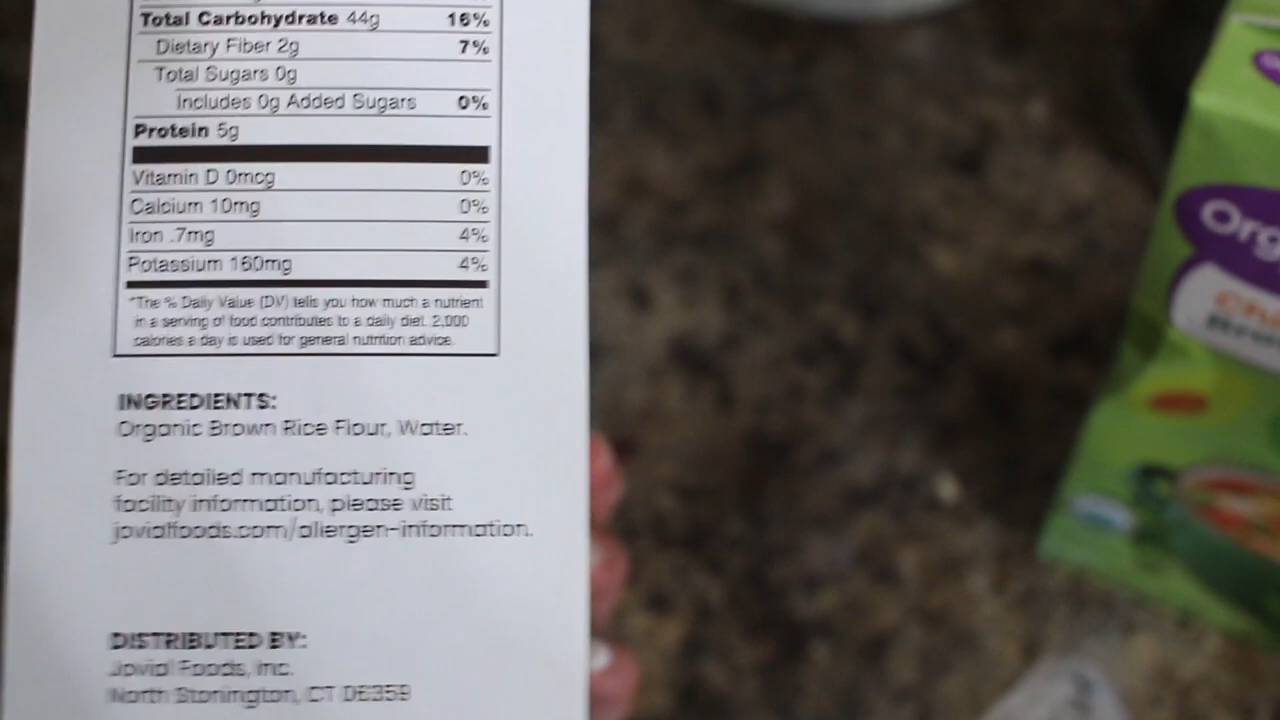 Total Carbohydrate 44g 16%
Dietary Fiber 2g 7%
Total Sugars 0g
Includes 0g Added Sugars 0%
Protein 5g
Vitamin D 0mcg 0%
Calcium 10mg 0%
Iron .7mg 4%
Potassium 160mg 4%
*The % Daily Value (DV) tells you how much a nutrient
in a serving of food contributes to a daily diet. 2,000
calories a day is used for general nutrition advice.
INGREDIENTS:
Organic Brown Rice Flour, Water.
For detailed manufacturing
facility information, please visit
jovialfoods.com/allergen-information.
DISTRIBUTED BY:
Jovial Foods, Inc.
North Stonington, CT 06359
Org